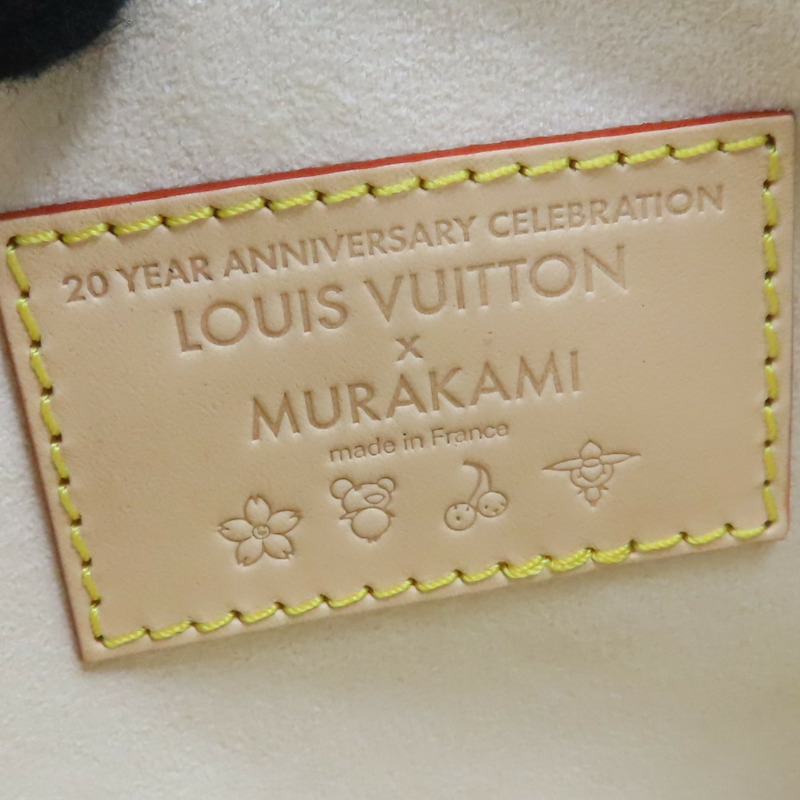 20 YEAR ANNIVERSARY CELEBRATION
LOUIS VUITTON
x
MURAKAMI
made in France